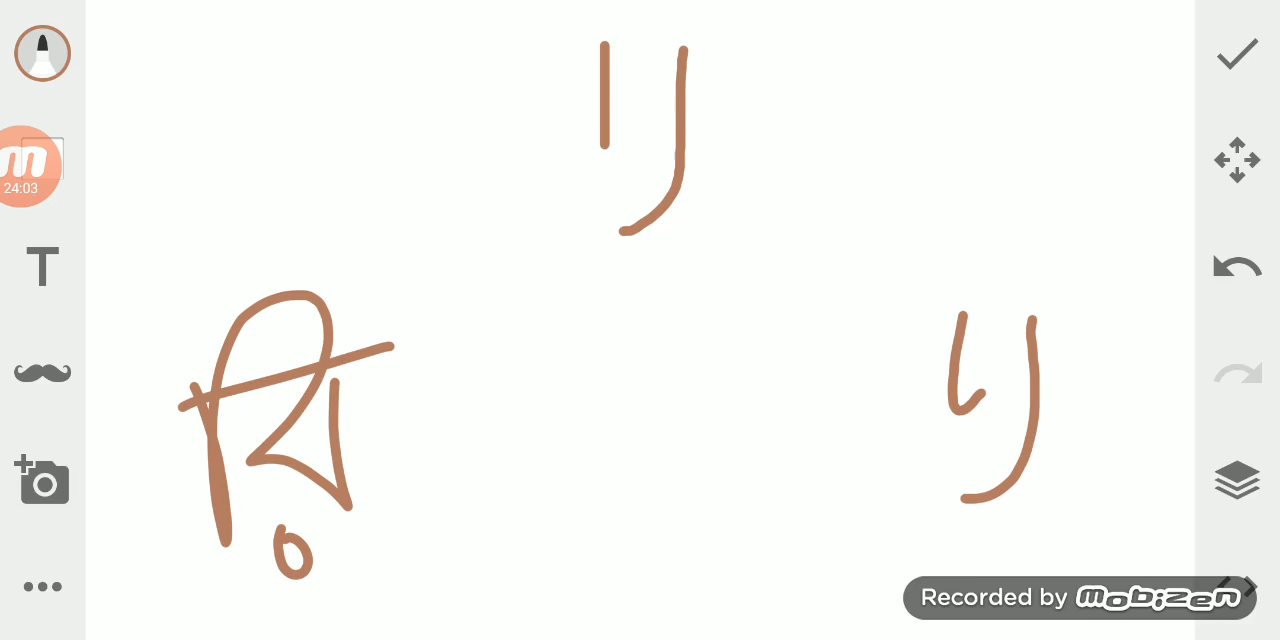 リ
m
24:03
T
রি り
Recorded by mobizen